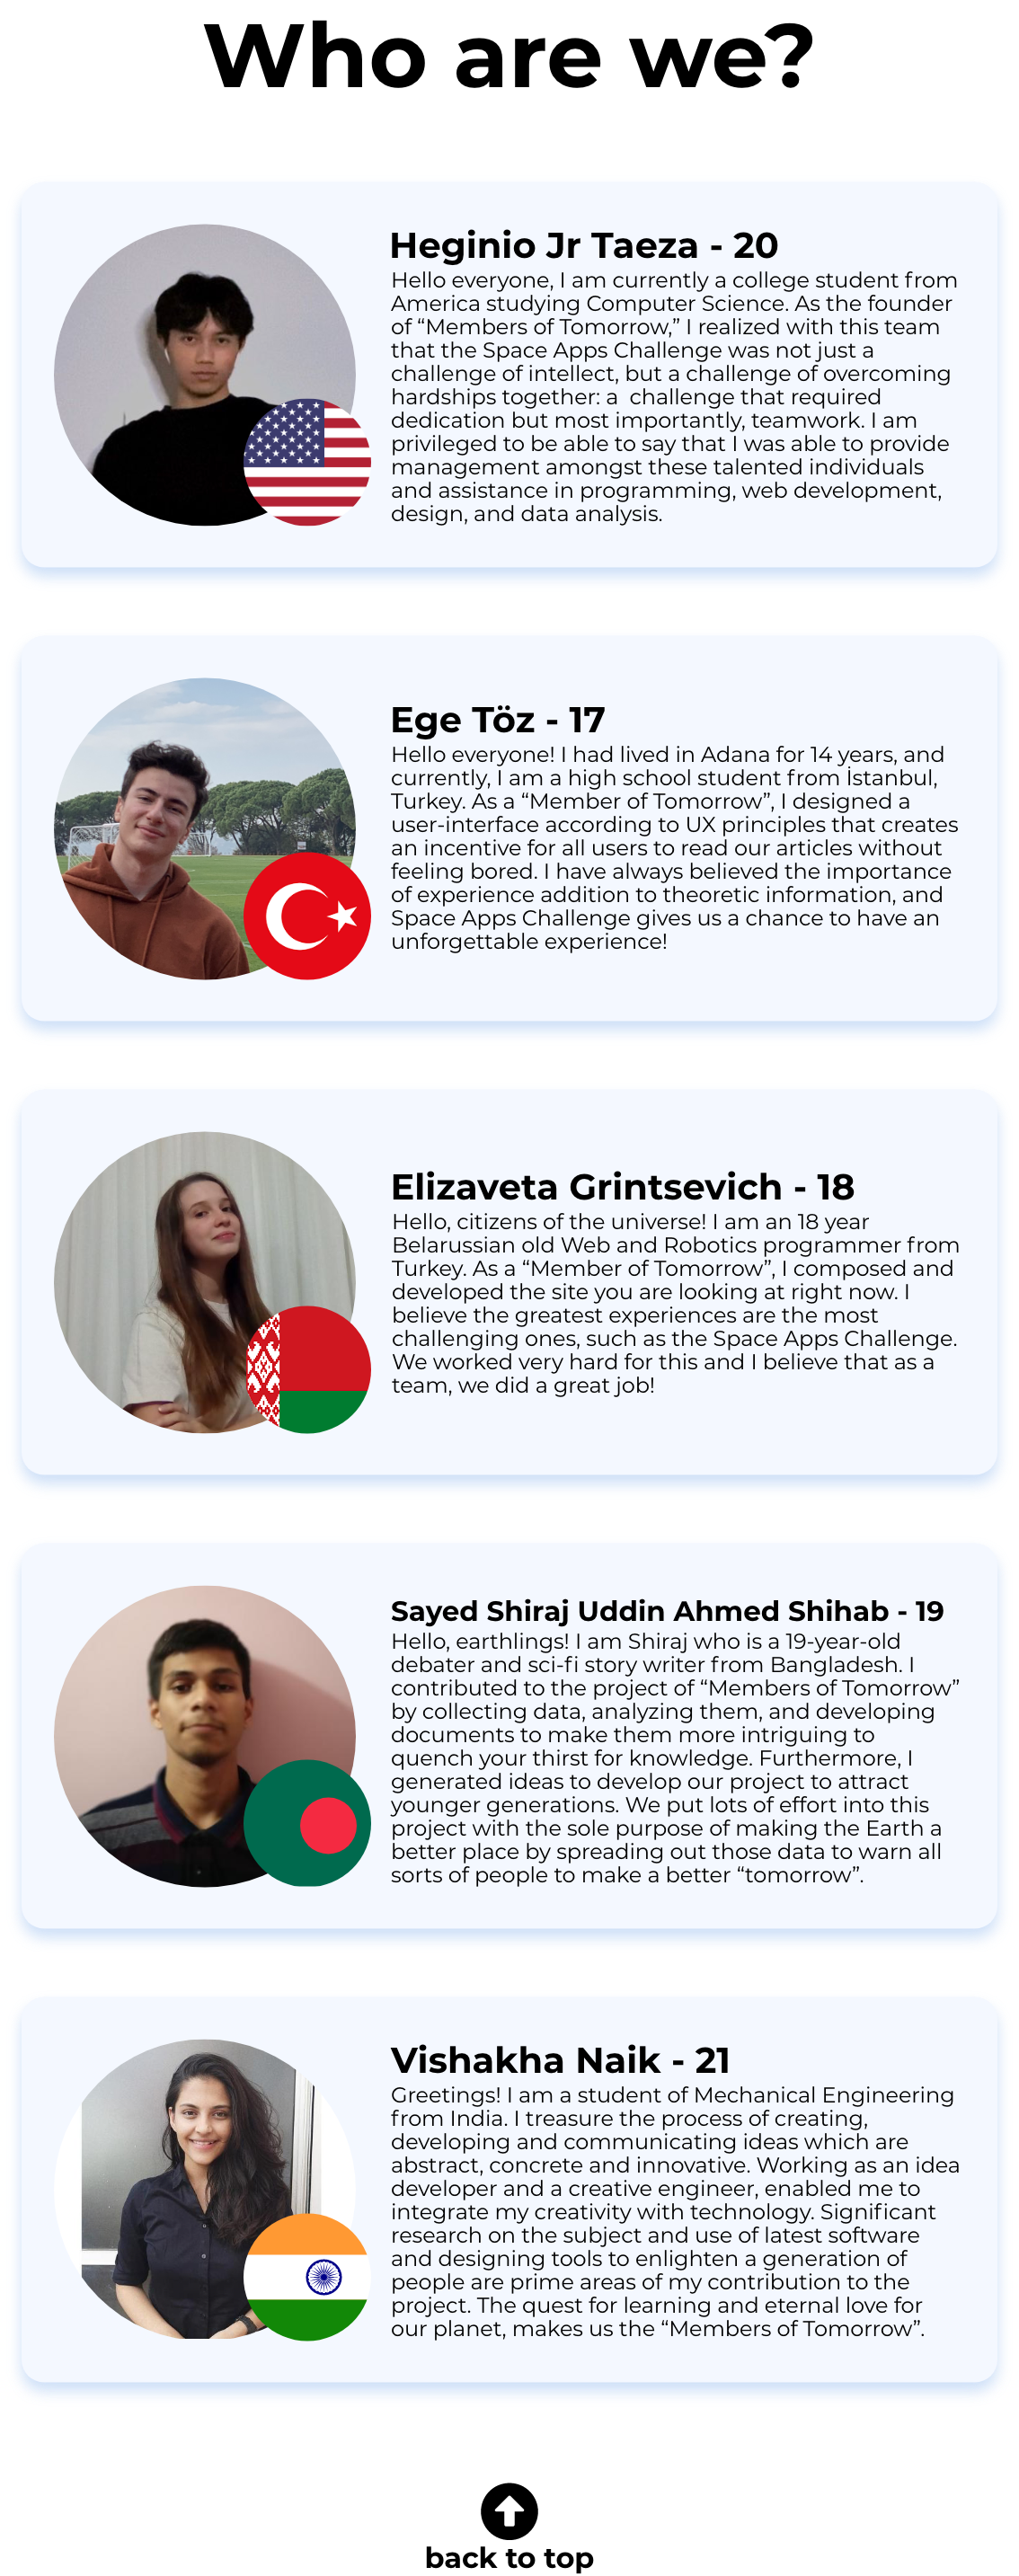 Who are we?
Heginio Jr Taeza - 20
Hello everyone, I am currently a college student from
America studying Computer Science. As the founder
of “Members of Tomorrow,” I realized with this team
that the Space Apps Challenge was not just a
challenge of intellect, but a challenge of overcoming
hardships together: a  challenge that required
dedication but most importantly, teamwork. I am
privileged to be able to say that I was able to provide
management amongst these talented individuals
and assistance in programming, web development,
design, and data analysis.
Ege Töz - 17
Hello everyone! I had lived in Adana for 14 years, and
currently, I am a high school student from İstanbul,
Turkey. As a “Member of Tomorrow”, I designed a
user-interface according to UX principles that creates
an incentive for all users to read our articles without
feeling bored. I have always believed the importance
of experience addition to theoretic information, and
Space Apps Challenge gives us a chance to have an
unforgettable experience!
Elizaveta Grintsevich - 18
Hello, citizens of the universe! I am an 18 year
Belarussian old Web and Robotics programmer from
Turkey. As a “Member of Tomorrow”, I composed and
developed the site you are looking at right now. I
believe the greatest experiences are the most
challenging ones, such as the Space Apps Challenge.
We worked very hard for this and I believe that as a
team, we did a great job!
Sayed Shiraj Uddin Ahmed Shihab - 19
Hello, earthlings! I am Shiraj who is a 19-year-old
debater and sci-fi story writer from Bangladesh. I
contributed to the project of “Members of Tomorrow”
by collecting data, analyzing them, and developing
documents to make them more intriguing to
quench your thirst for knowledge. Furthermore, I
generated ideas to develop our project to attract
younger generations. We put lots of effort into this
project with the sole purpose of making the Earth a
better place by spreading out those data to warn all
sorts of people to make a better “tomorrow”.
Vishakha Naik - 21
Greetings! I am a student of Mechanical Engineering
from India. I treasure the process of creating,
developing and communicating ideas which are
abstract, concrete and innovative. Working as an idea
developer and a creative engineer, enabled me to
integrate my creativity with technology. Significant
research on the subject and use of latest software
and designing tools to enlighten a generation of
people are prime areas of my contribution to the
project. The quest for learning and eternal love for
our planet, makes us the “Members of Tomorrow”.
back to top